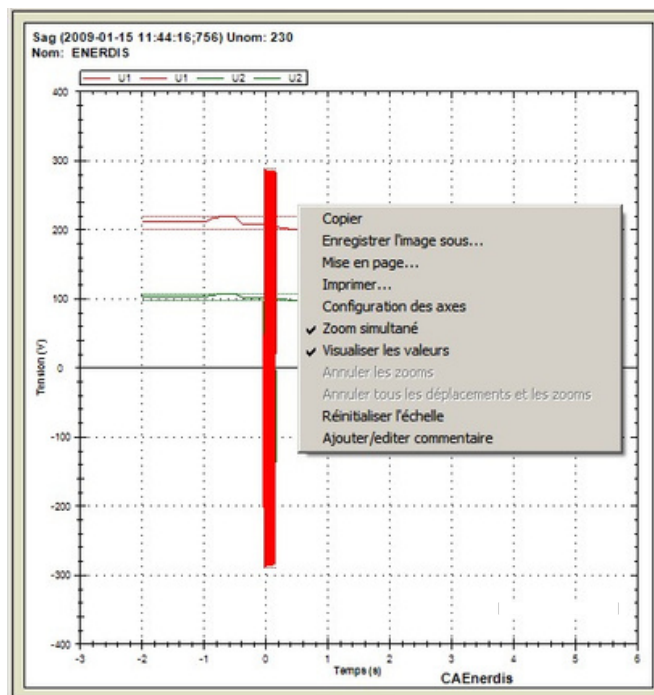 Sag (2009-01-15 11:44:16;756) Unom: 230
Nom: ENERDIS
U1 U1 U2 U2
400
300
200
100
0
-100
-200
-300
-400
Tension (V)
Copier
Enregistrer l'image sous...
Mise en page...
Imprimer...
Configuration des axes
Zoom simultané
Visualiser les valeurs
Annuler les zooms
Annuler tous les déplacements et les zooms
Réinitialiser l'échelle
Ajouter/editer commentaire
-3 -2 -1 0 1 2 3 4 5 6
Temps (s)
CAEnerdis